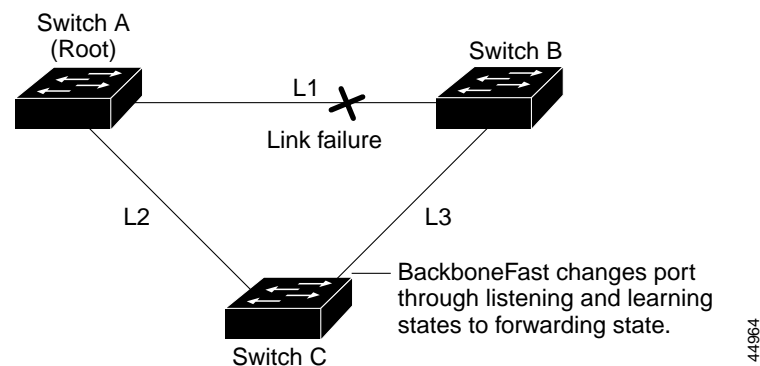 Switch A
(Root)
Switch B
L1
Link failure
L2
L3
BackboneFast changes port
through listening and learning
states to forwarding state.
Switch C
44964